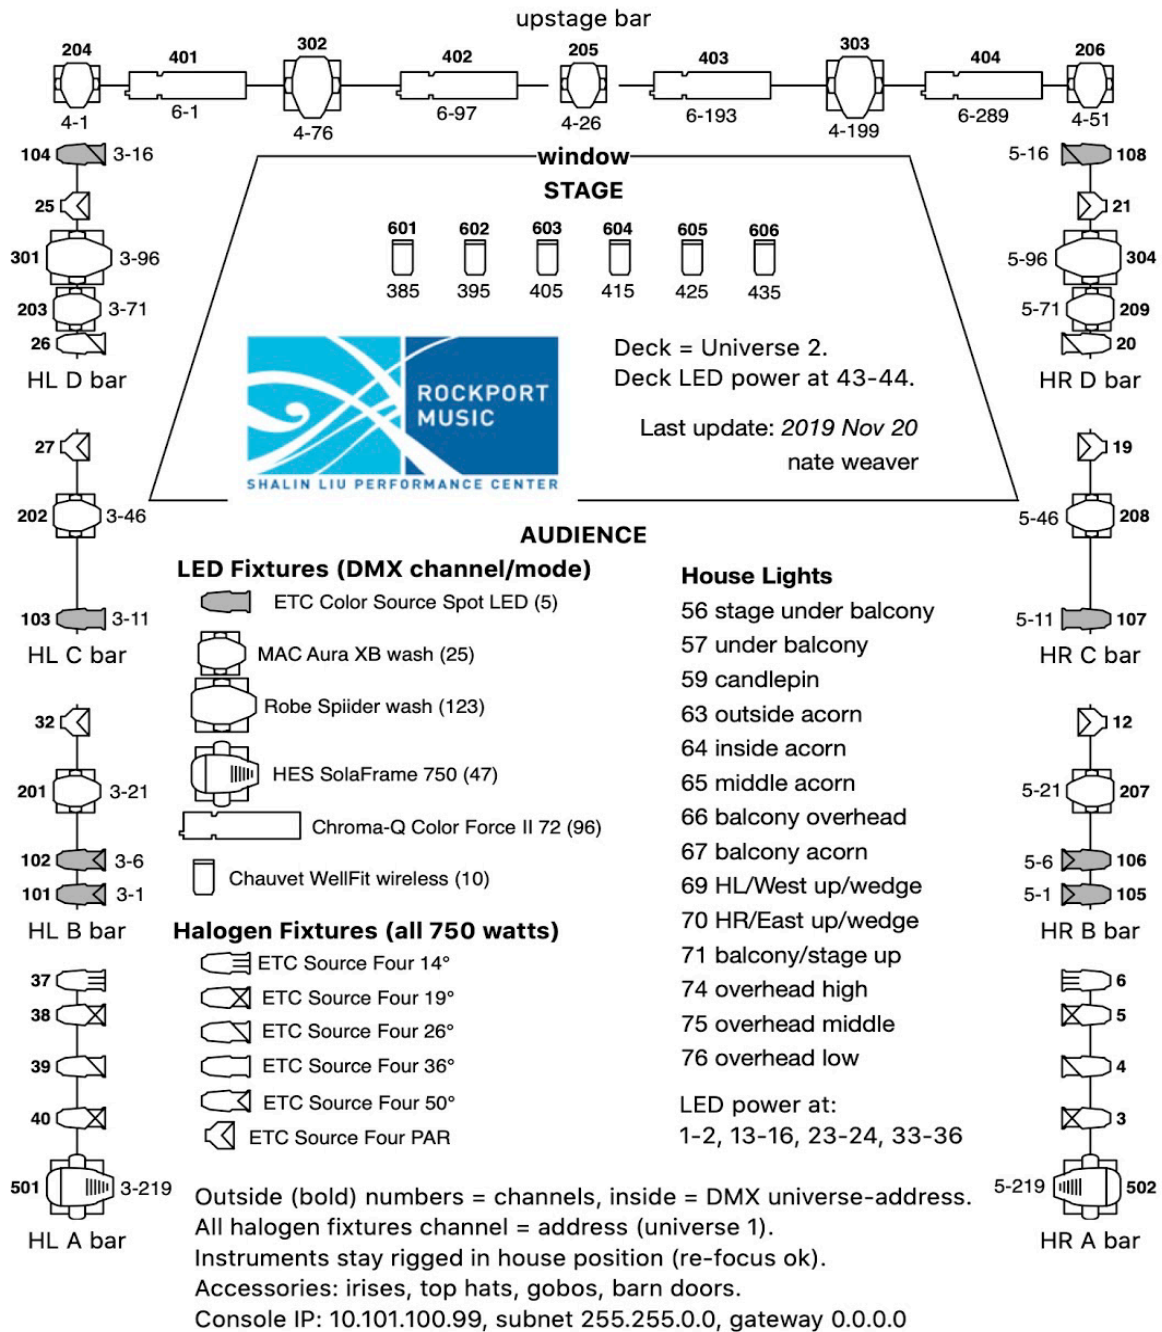 upstage bar
204 401 302 402 205 403 303 404 206
4-1 6-1 4-76 6-97 4-26 6-193 4-199 6-289 4-51
104 3-16
25
301 3-96
203 3-71
26
HL D bar
27
202 3-46
103 3-11
HL C bar
32
201 3-21
102 3-6
101 3-1
HL B bar
37
38
39
40
501 3-219
HL A bar
window
STAGE
601 602 603 604 605 606
385 395 405 415 425 435
ROCKPORT
MUSIC
SHALIN LIU PERFORMANCE CENTER
Deck = Universe 2.
Deck LED power at 43-44.
Last update: 2019 Nov 20
nate weaver
AUDIENCE
LED Fixtures (DMX channel/mode)
ETC Color Source Spot LED (5)
MAC Aura XB wash (25)
Robe Spiider wash (123)
HES SolaFrame 750 (47)
Chroma-Q Color Force II 72 (96)
Chauvet WellFit wireless (10)
Halogen Fixtures (all 750 watts)
ETC Source Four 14°
ETC Source Four 19°
ETC Source Four 26°
ETC Source Four 36°
ETC Source Four 50°
ETC Source Four PAR
House Lights
56 stage under balcony
57 under balcony
59 candlepin
63 outside acorn
64 inside acorn
65 middle acorn
66 balcony overhead
67 balcony acorn
69 HL/West up/wedge
70 HR/East up/wedge
71 balcony/stage up
74 overhead high
75 overhead middle
76 overhead low
LED power at:
1-2, 13-16, 23-24, 33-36
5-16 108
21
5-96 304
5-71 209
20
HR D bar
19
5-46 208
5-11 107
HR C bar
12
5-21 207
5-6 106
5-1 105
HR B bar
6
5
4
3
5-219 502
HR A bar
Outside (bold) numbers = channels, inside = DMX universe-address.
All halogen fixtures channel = address (universe 1).
Instruments stay rigged in house position (re-focus ok).
Accessories: irises, top hats, gobos, barn doors.
Console IP: 10.101.100.99, subnet 255.255.0.0, gateway 0.0.0.0